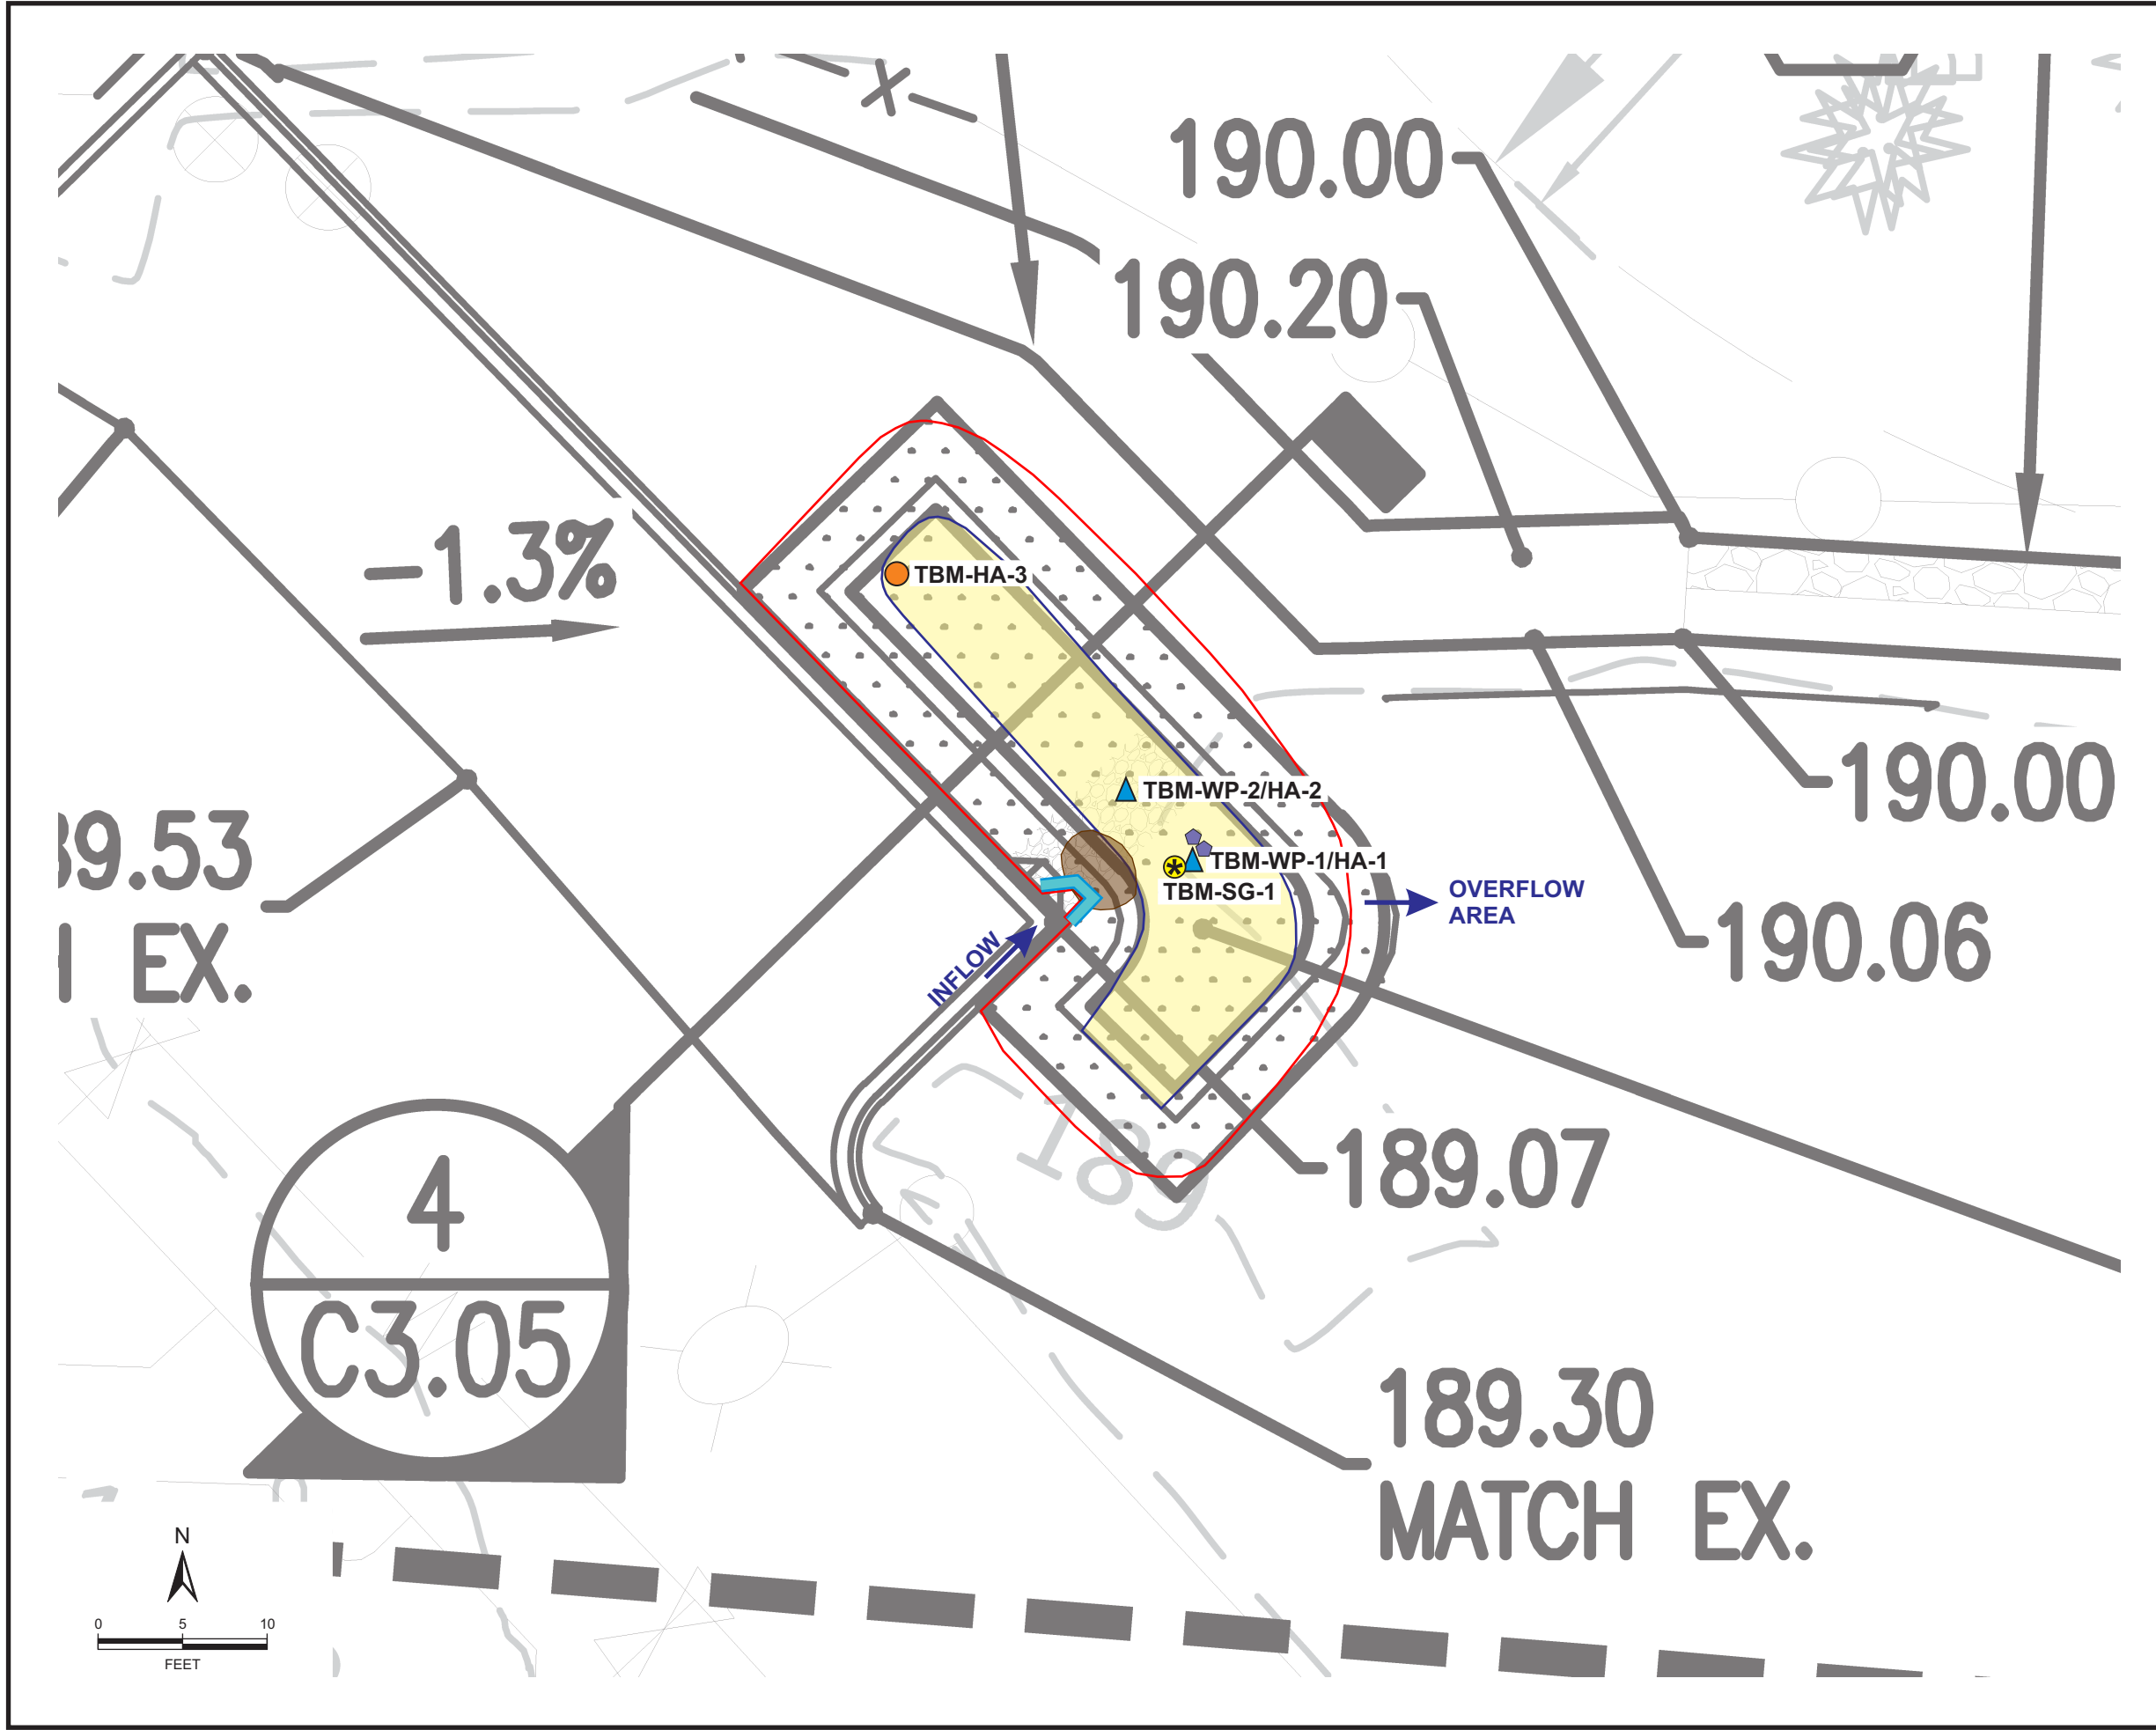 190.00
190.20
-1.3%
TBM-HA-3
190.00
TBM-WP-2/HA-2
9.53
EX.
TBM-WP-1/HA-1
TBM-SG-1
OVERFLOW
AREA
190.06
INFLOW
189
189.07
4
C3.05
189.30
MATCH EX.
N
0 5 10
FEET